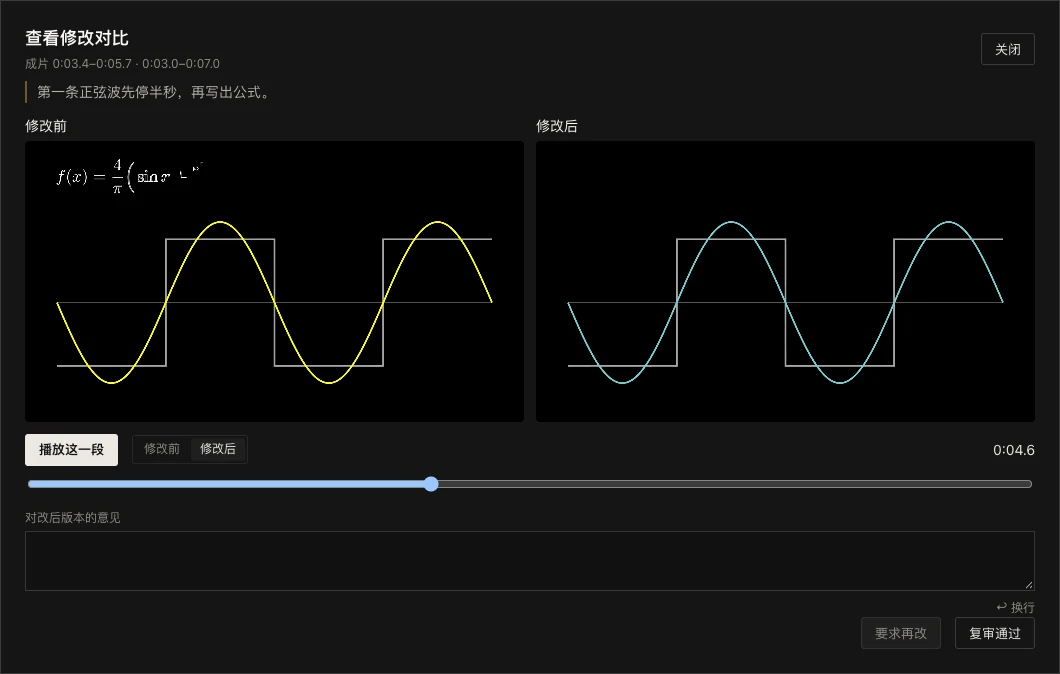 查看修改对比
关闭
成片 0:03.4–0:05.7 · 0:03.0–0:07.0
第一条正弦波先停半秒，再写出公式。
修改前
修改后
f(x) = 4/π ( sin x
播放这一段
修改前
修改后
0:04.6
对改后版本的意见
↩ 换行
要求再改
复审通过